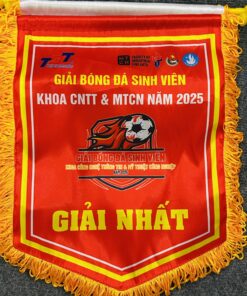 GIẢI BÓNG ĐÁ SINH VIÊN
KHOA CNTT & MTCN NĂM 2025
GIẢI BÓNG ĐÁ SINH VIÊN
GIẢI NHẤT